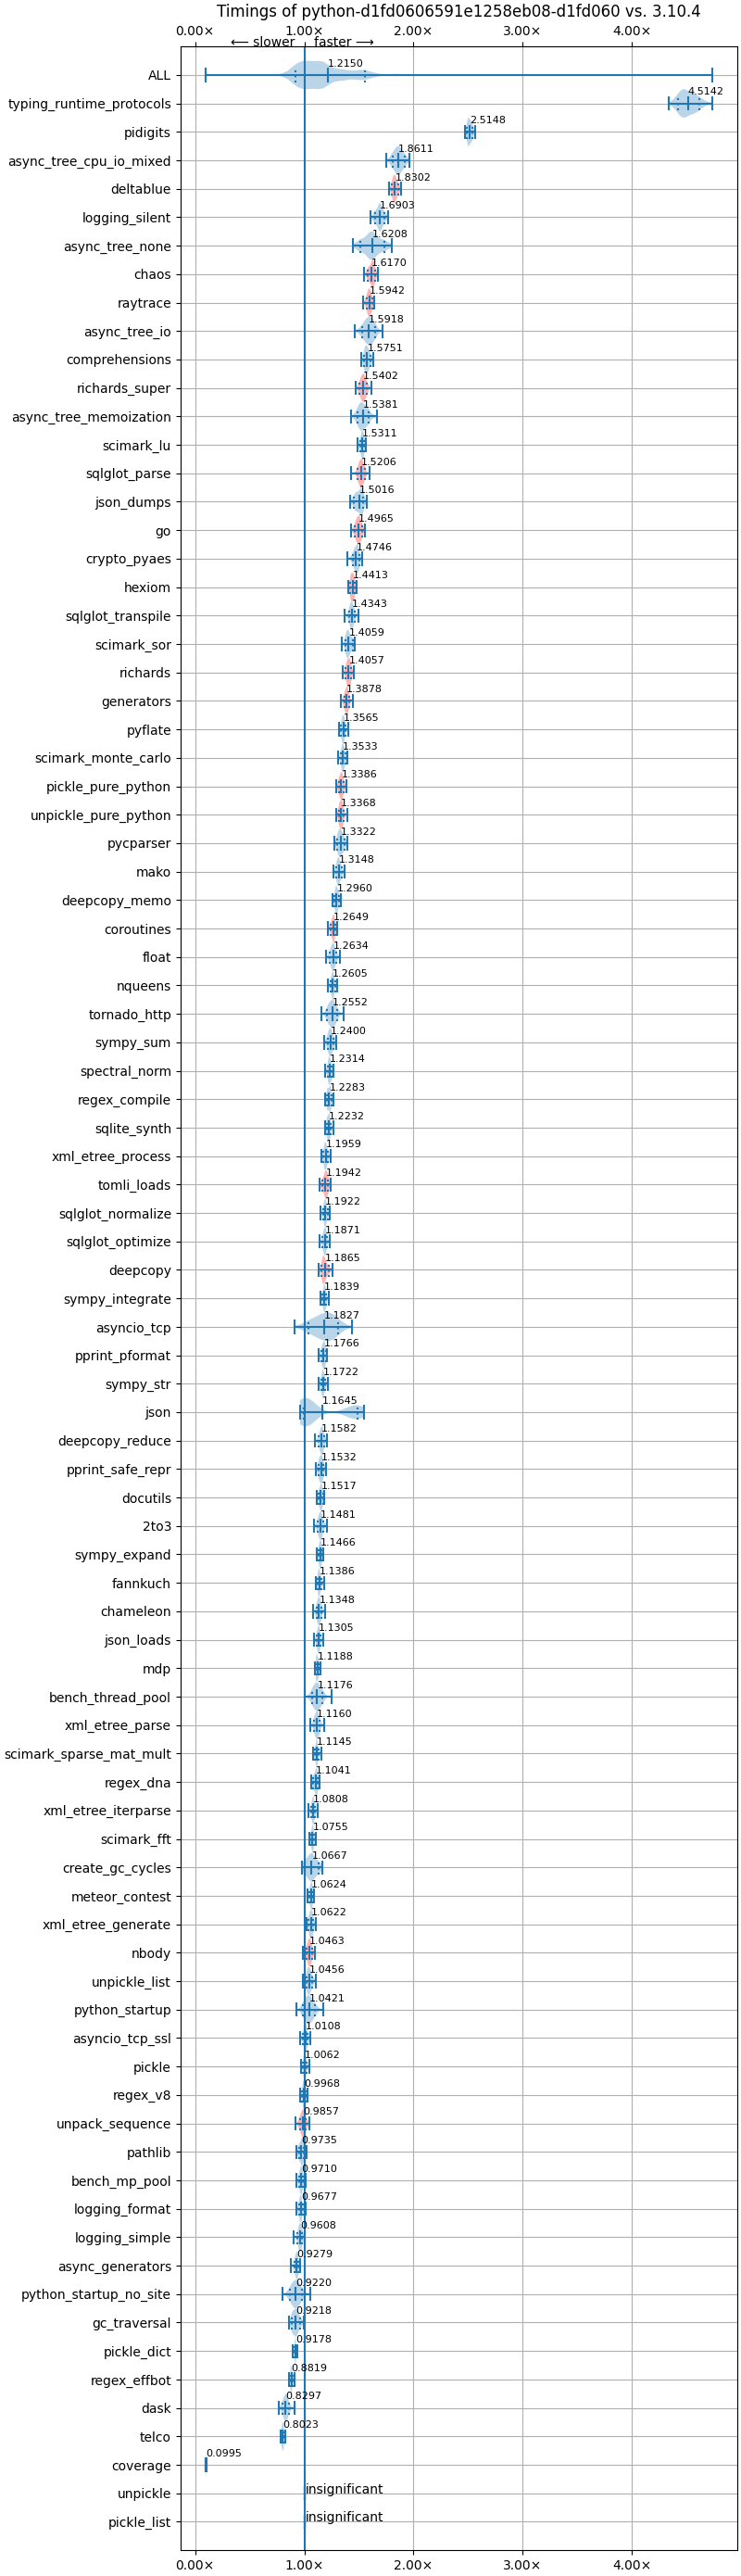 Timings of python-d1fd0606591e1258eb08-d1fd060 vs. 3.10.4
0.00× 1.00× 2.00× 3.00× 4.00×
← slower faster →
ALL 1.2150
typing_runtime_protocols 4.5142
pidigits 2.5148
async_tree_cpu_io_mixed 1.8611
deltablue 1.8302
logging_silent 1.6903
async_tree_none 1.6208
chaos 1.6170
raytrace 1.5942
async_tree_io 1.5918
comprehensions 1.5751
richards_super 1.5402
async_tree_memoization 1.5381
scimark_lu 1.5311
sqlglot_parse 1.5206
json_dumps 1.5016
go 1.4965
crypto_pyaes 1.4746
hexiom 1.4413
sqlglot_transpile 1.4343
scimark_sor 1.4059
richards 1.4057
generators 1.3878
pyflate 1.3565
scimark_monte_carlo 1.3533
pickle_pure_python 1.3386
unpickle_pure_python 1.3368
pycparser 1.3322
mako 1.3148
deepcopy_memo 1.2960
coroutines 1.2649
float 1.2634
nqueens 1.2605
tornado_http 1.2552
sympy_sum 1.2400
spectral_norm 1.2314
regex_compile 1.2283
sqlite_synth 1.2232
xml_etree_process 1.1959
tomli_loads 1.1942
sqlglot_normalize 1.1922
sqlglot_optimize 1.1871
deepcopy 1.1865
sympy_integrate 1.1839
asyncio_tcp 1.1827
pprint_pformat 1.1766
sympy_str 1.1722
json 1.1645
deepcopy_reduce 1.1582
pprint_safe_repr 1.1532
docutils 1.1517
2to3 1.1481
sympy_expand 1.1466
fannkuch 1.1386
chameleon 1.1348
json_loads 1.1305
mdp 1.1188
bench_thread_pool 1.1176
xml_etree_parse 1.1160
scimark_sparse_mat_mult 1.1145
regex_dna 1.1041
xml_etree_iterparse 1.0808
scimark_fft 1.0755
create_gc_cycles 1.0667
meteor_contest 1.0624
xml_etree_generate 1.0622
nbody 1.0463
unpickle_list 1.0456
python_startup 1.0421
asyncio_tcp_ssl 1.0108
pickle 1.0062
regex_v8 0.9968
unpack_sequence 0.9857
pathlib 0.9735
bench_mp_pool 0.9710
logging_format 0.9677
logging_simple 0.9608
async_generators 0.9279
python_startup_no_site 0.9220
gc_traversal 0.9218
pickle_dict 0.9178
regex_effbot 0.8819
dask 0.8297
telco 0.8023
coverage 0.0995
unpickle insignificant
pickle_list insignificant
0.00× 1.00× 2.00× 3.00× 4.00×